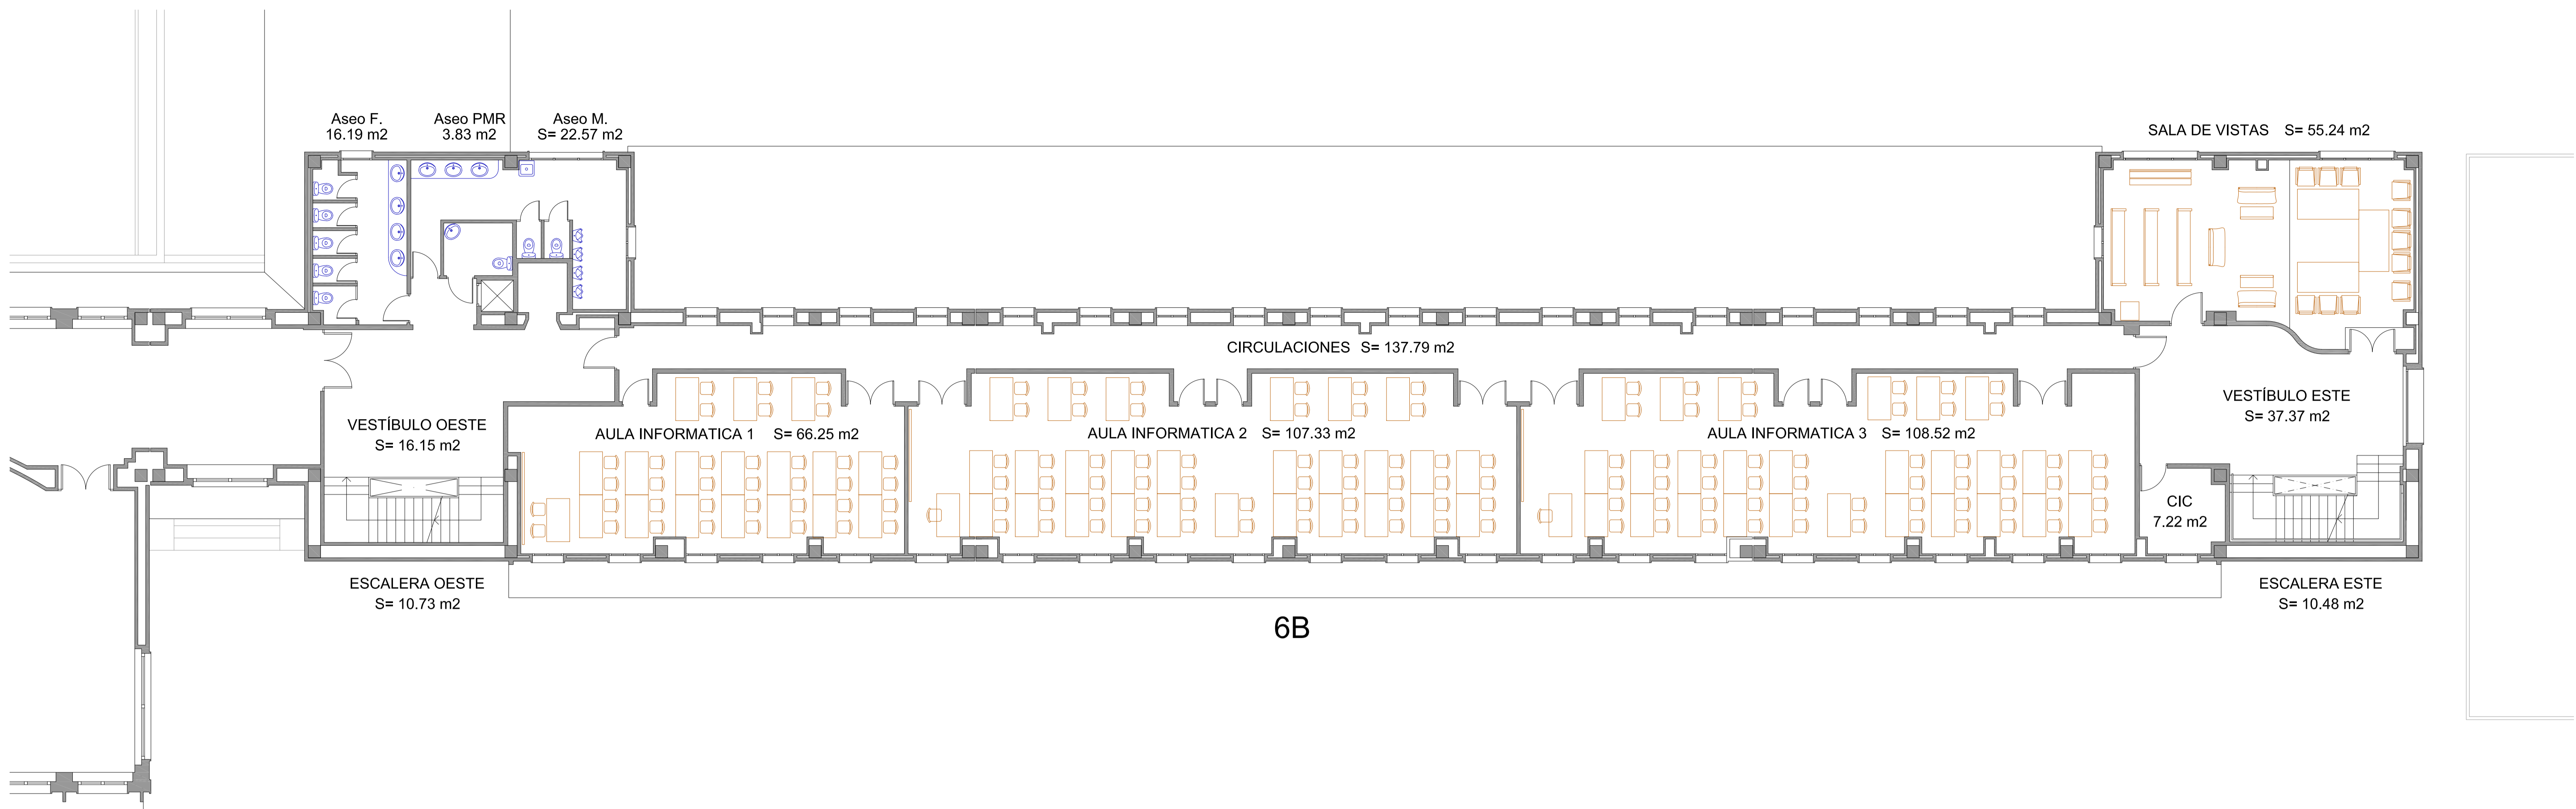 Aseo F.
16.19 m2
Aseo PMR
3.83 m2
Aseo M.
S= 22.57 m2
SALA DE VISTAS S= 55.24 m2
CIRCULACIONES S= 137.79 m2
VESTÍBULO OESTE
S= 16.15 m2
AULA INFORMATICA 1 S= 66.25 m2
AULA INFORMATICA 2 S= 107.33 m2
AULA INFORMATICA 3 S= 108.52 m2
VESTÍBULO ESTE
S= 37.37 m2
CIC
7.22 m2
ESCALERA OESTE
S= 10.73 m2
ESCALERA ESTE
S= 10.48 m2
6B